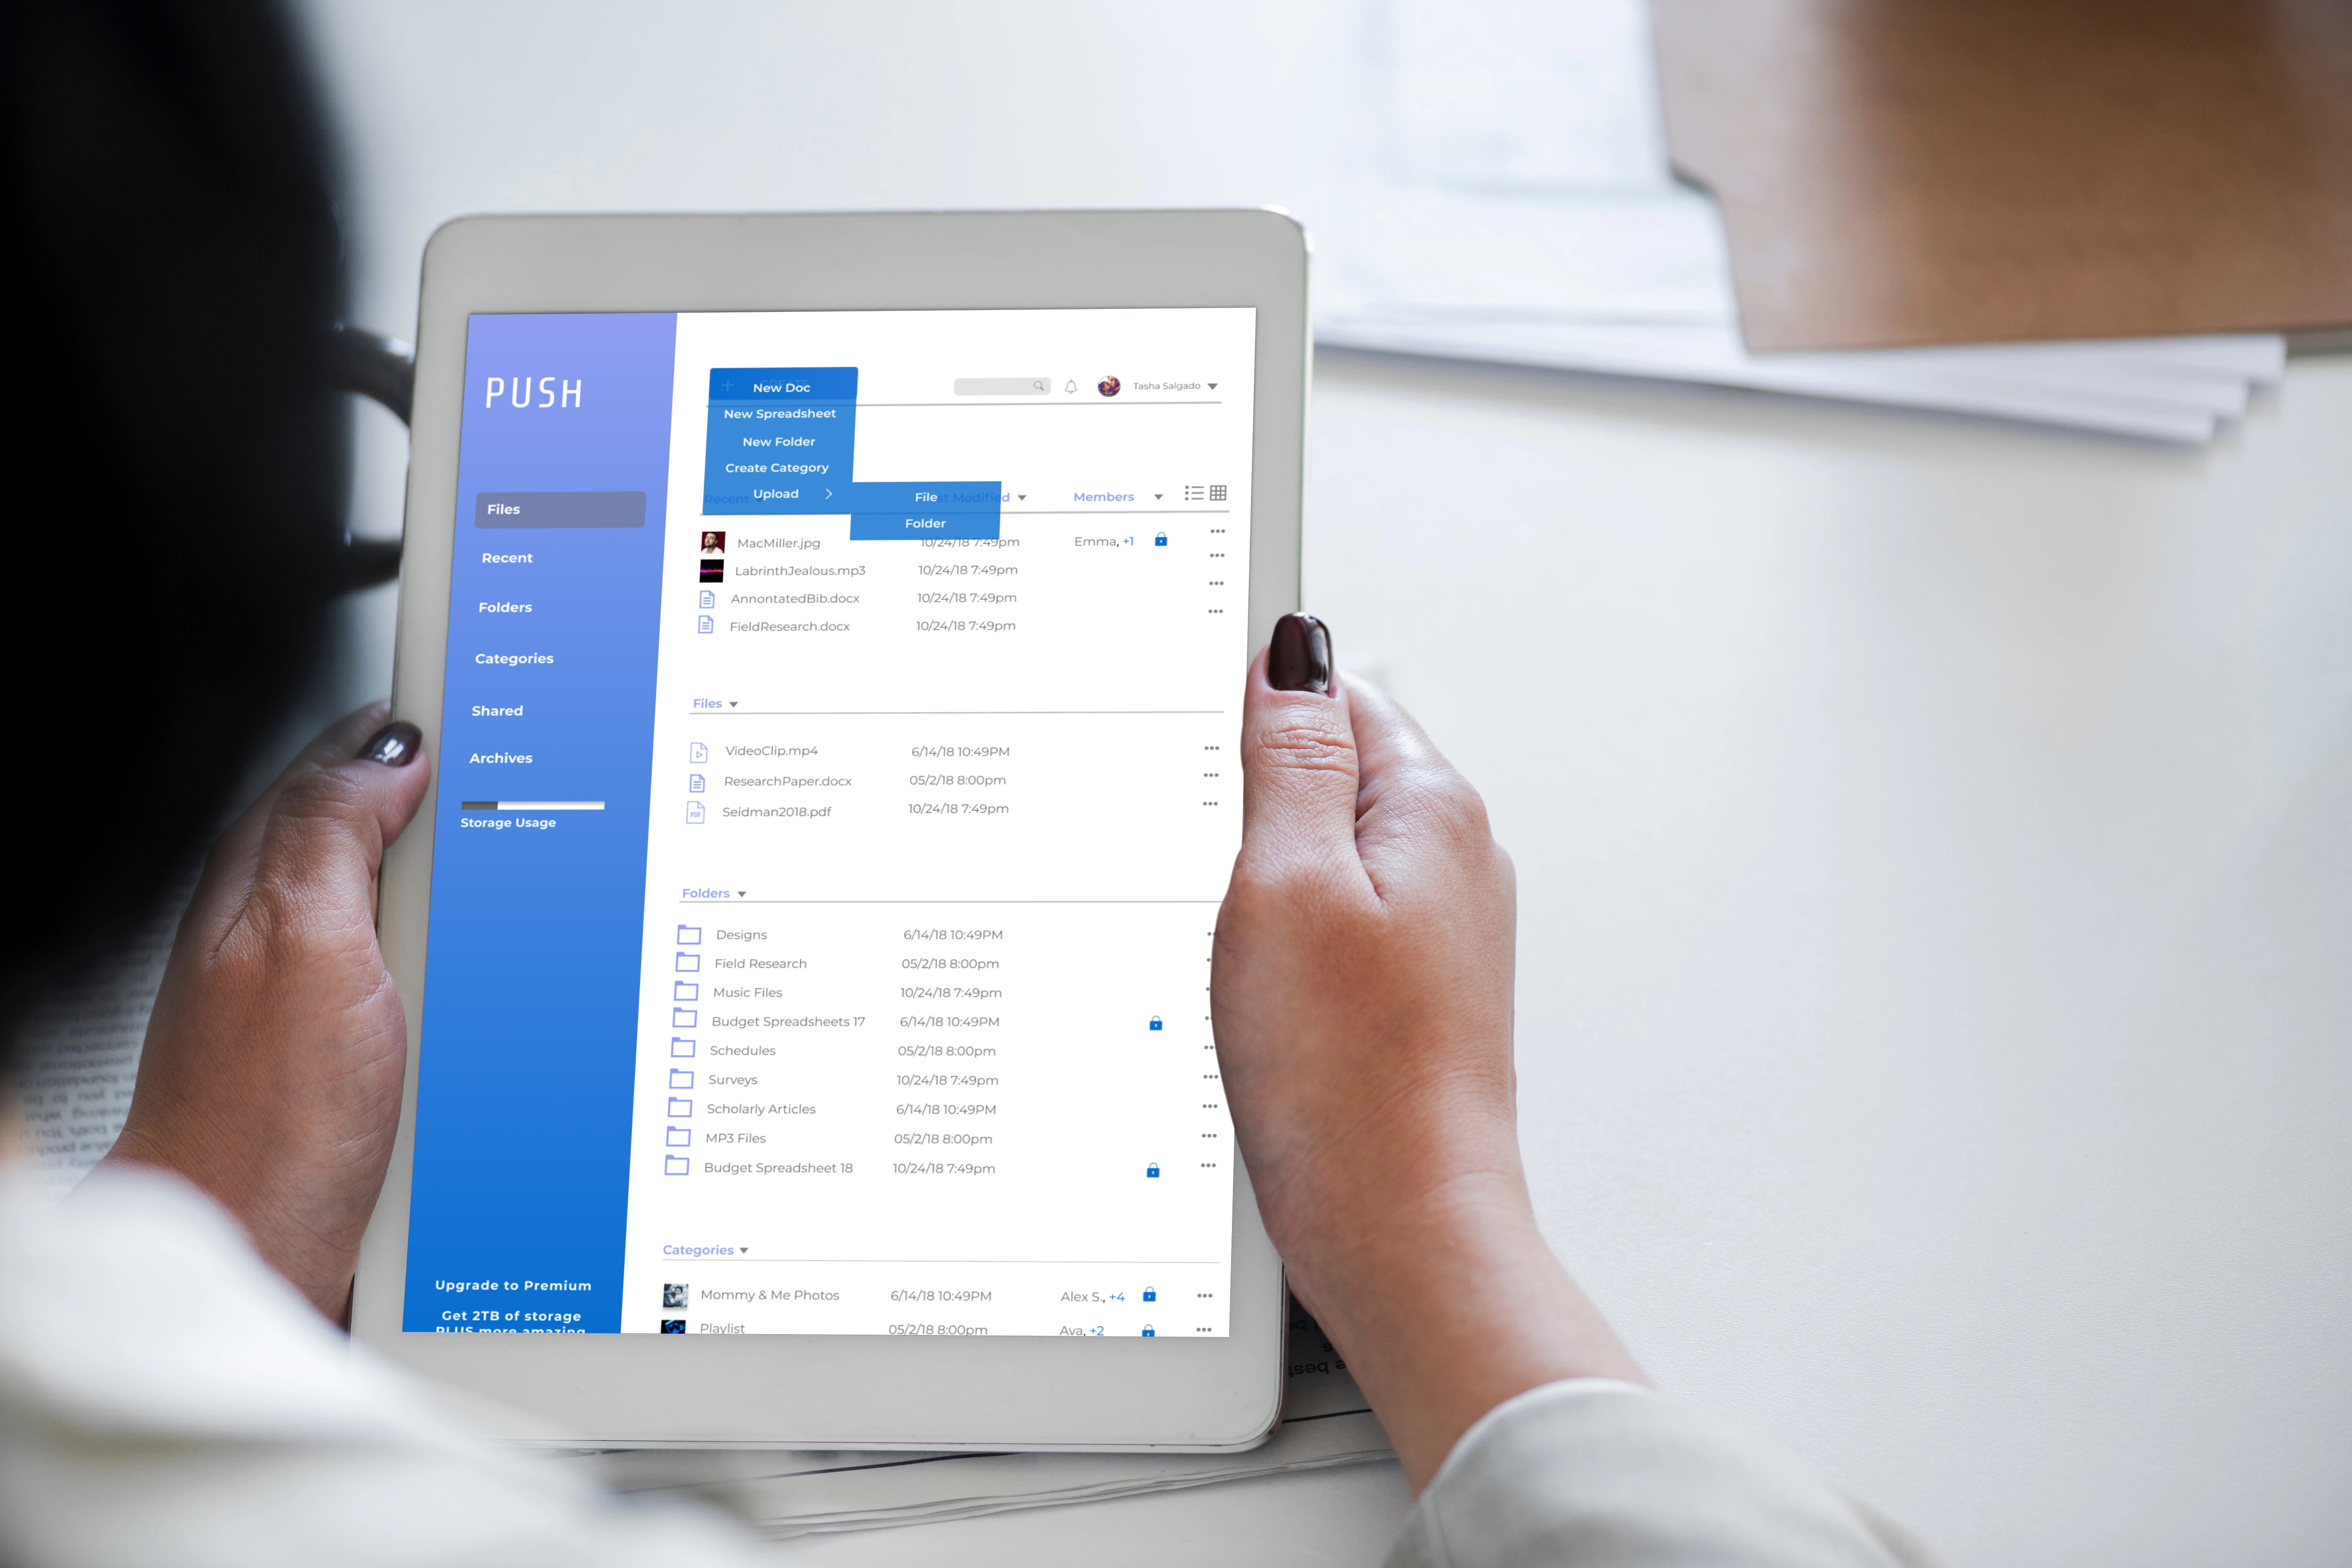 PUSH
Files
Recent
Folders
Categories
Shared
Archives
Storage Usage
Upgrade to Premium
Get 2TB of storage
PLUS more amazing
New Doc
Tasha Salgado
New Spreadsheet
New Folder
Create Category
Upload
Recent
File
Modified
Members
Folder
MacMiller.jpg 10/24/18 7:49pm Emma, +1
LabrinthJealous.mp3 10/24/18 7:49pm
AnnontatedBib.docx 10/24/18 7:49pm
FieldResearch.docx 10/24/18 7:49pm
Files
VideoClip.mp4 6/14/18 10:49PM
ResearchPaper.docx 05/2/18 8:00pm
PDF Seidman2018.pdf 10/24/18 7:49pm
Folders
Designs 6/14/18 10:49PM
Field Research 05/2/18 8:00pm
Music Files 10/24/18 7:49pm
Budget Spreadsheets 17 6/14/18 10:49PM
Schedules 05/2/18 8:00pm
Surveys 10/24/18 7:49pm
Scholarly Articles 6/14/18 10:49PM
MP3 Files 05/2/18 8:00pm
Budget Spreadsheet 18 10/24/18 7:49pm
Categories
Mommy & Me Photos 6/14/18 10:49PM Alex S., +4
Playlist 05/2/18 8:00pm Ava, +2